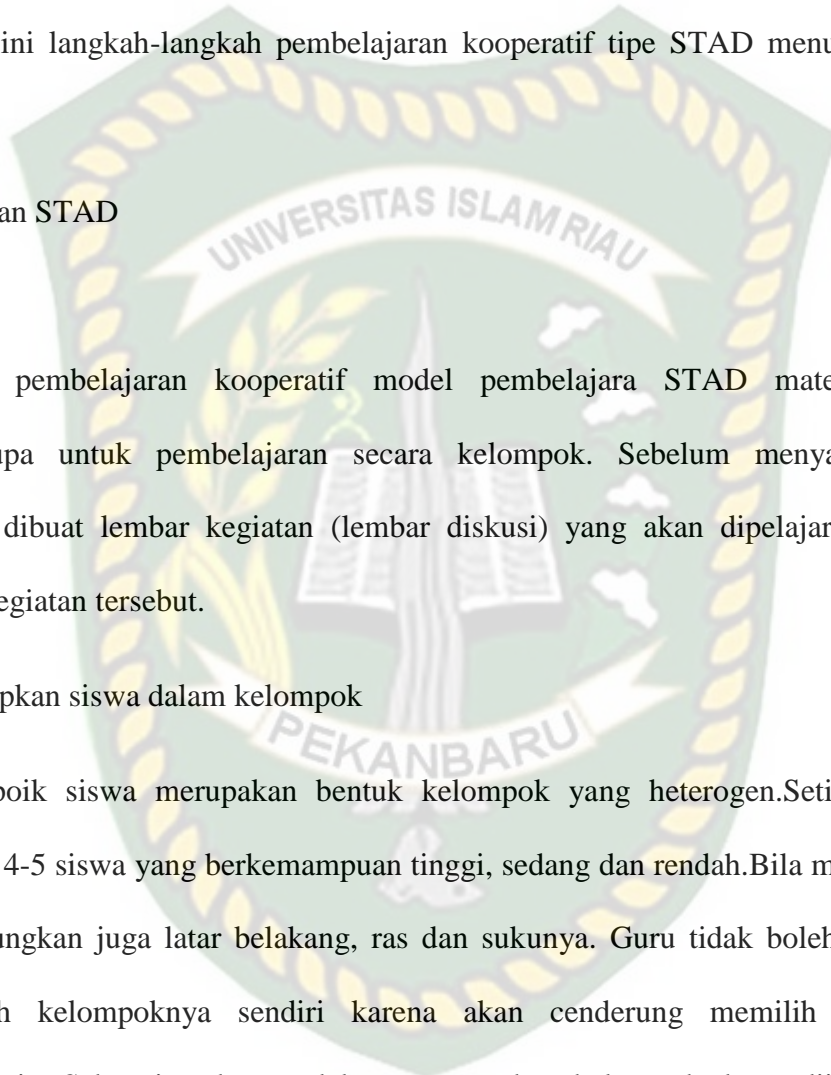 ini langkah-langkah pembelajaran kooperatif tipe STAD menu
an STAD
UNIVERSITAS ISLAM RIAU
pembelajaran kooperatif model pembelajara STAD mate
upa untuk pembelajaran secara kelompok. Sebelum menya
dibuat lembar kegiatan (lembar diskusi) yang akan dipelajar
egiatan tersebut.
pkan siswa dalam kelompok
PEKANBARU
poik siswa merupakan bentuk kelompok yang heterogen.Seti
4-5 siswa yang berkemampuan tinggi, sedang dan rendah.Bila m
ungkan juga latar belakang, ras dan sukunya. Guru tidak boleh
h kelompoknya sendiri karena akan cenderung memilih